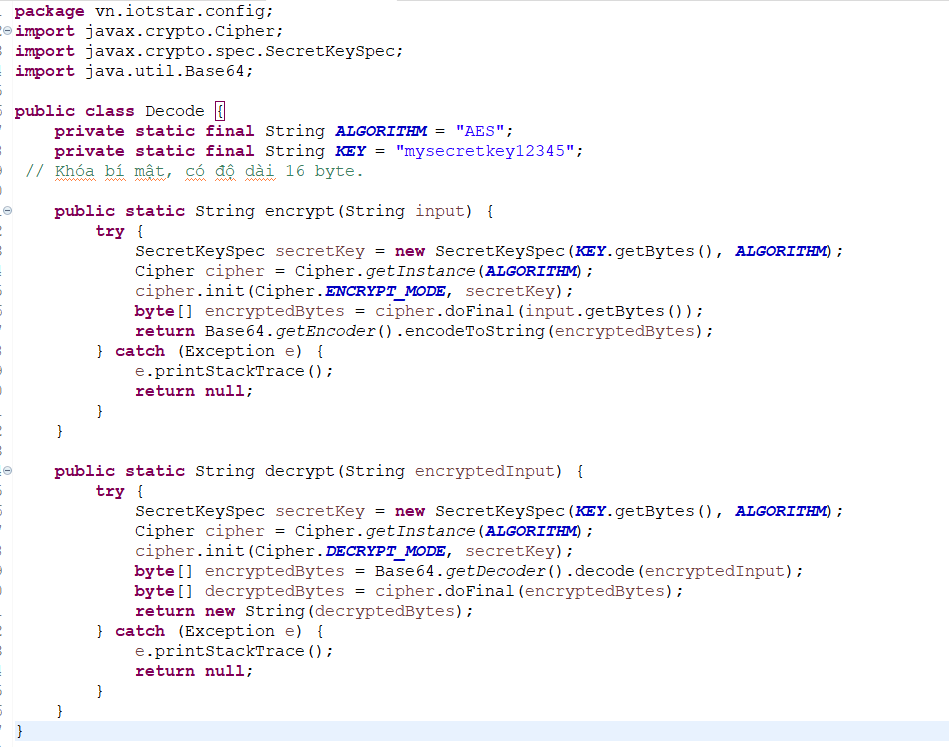 package vn.iotstar.config;
import javax.crypto.Cipher;
import javax.crypto.spec.SecretKeySpec;
import java.util.Base64;

public class Decode {
    private static final String ALGORITHM = "AES";
    private static final String KEY = "mysecretkey12345";
 // Khóa bí mật, có độ dài 16 byte.

    public static String encrypt(String input) {
        try {
            SecretKeySpec secretKey = new SecretKeySpec(KEY.getBytes(), ALGORITHM);
            Cipher cipher = Cipher.getInstance(ALGORITHM);
            cipher.init(Cipher.ENCRYPT_MODE, secretKey);
            byte[] encryptedBytes = cipher.doFinal(input.getBytes());
            return Base64.getEncoder().encodeToString(encryptedBytes);
        } catch (Exception e) {
            e.printStackTrace();
            return null;
        }
    }

    public static String decrypt(String encryptedInput) {
        try {
            SecretKeySpec secretKey = new SecretKeySpec(KEY.getBytes(), ALGORITHM);
            Cipher cipher = Cipher.getInstance(ALGORITHM);
            cipher.init(Cipher.DECRYPT_MODE, secretKey);
            byte[] encryptedBytes = Base64.getDecoder().decode(encryptedInput);
            byte[] decryptedBytes = cipher.doFinal(encryptedBytes);
            return new String(decryptedBytes);
        } catch (Exception e) {
            e.printStackTrace();
            return null;
        }
    }
}